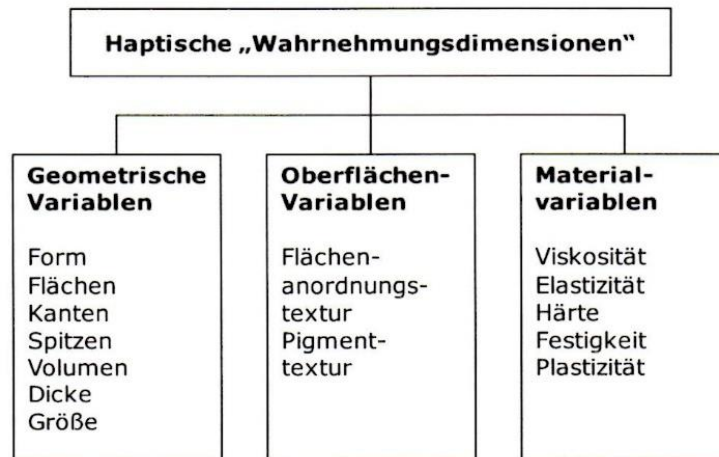 Haptische „Wahrnehmungsdimensionen“
Geometrische
Variablen
Form
Flächen
Kanten
Spitzen
Volumen
Dicke
Größe
Oberflächen-
Variablen
Flächen-
anordnungs-
textur
Pigment-
textur
Material-
variablen
Viskosität
Elastizität
Härte
Festigkeit
Plastizität